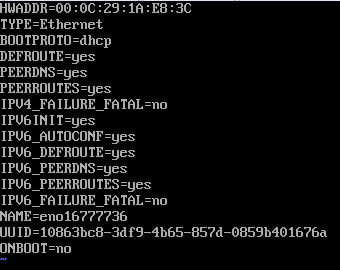 HWADDR=00:0C:29:1A:E8:3C
TYPE=Ethernet
BOOTPROTO=dhcp
DEFROUTE=yes
PEERDNS=yes
PEERROUTES=yes
IPV4_FAILURE_FATAL=no
IPV6INIT=yes
IPV6_AUTOCONF=yes
IPV6_DEFROUTE=yes
IPV6_PEERDNS=yes
IPV6_PEERROUTES=yes
IPV6_FAILURE_FATAL=no
NAME=eno16777736
UUID=10863bc8-3df9-4b65-857d-0859b401676a
ONBOOT=no
~